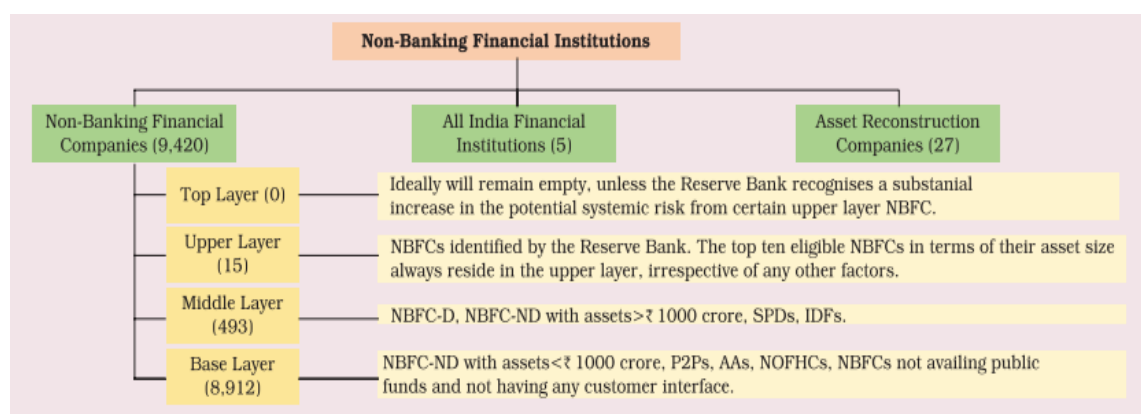 Non-Banking Financial Institutions
Non-Banking Financial
Companies (9,420)
All India Financial
Institutions (5)
Asset Reconstruction
Companies (27)
Top Layer (0)
Ideally will remain empty, unless the Reserve Bank recognises a substanial
increase in the potential systemic risk from certain upper layer NBFC.
Upper Layer
(15)
NBFCs identified by the Reserve Bank. The top ten eligible NBFCs in terms of their asset size
always reside in the upper layer, irrespective of any other factors.
Middle Layer
(493)
NBFC-D, NBFC-ND with assets>₹ 1000 crore, SPDs, IDFs.
Base Layer
(8,912)
NBFC-ND with assets<₹ 1000 crore, P2Ps, AAs, NOFHCs, NBFCs not availing public
funds and not having any customer interface.